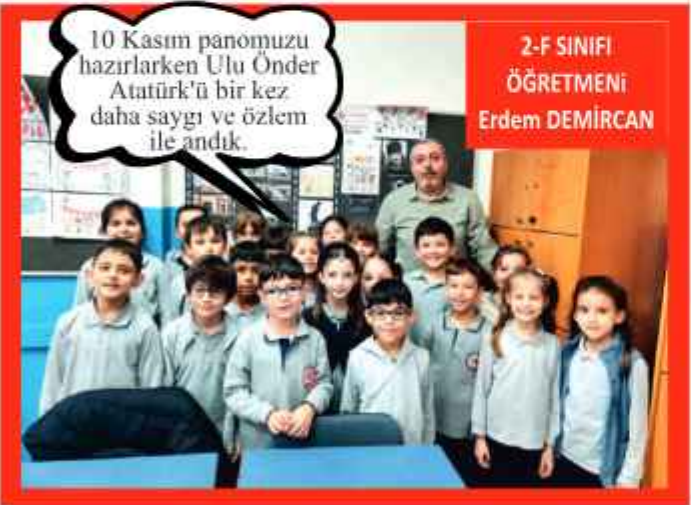 10 Kasım panomuzu
hazırlarken Ulu Önder
Atatürk'ü bir kez
daha saygı ve özlem
ile andık.
2-F SINIFI
ÖĞRETMENi
Erdem DEMİRCAN